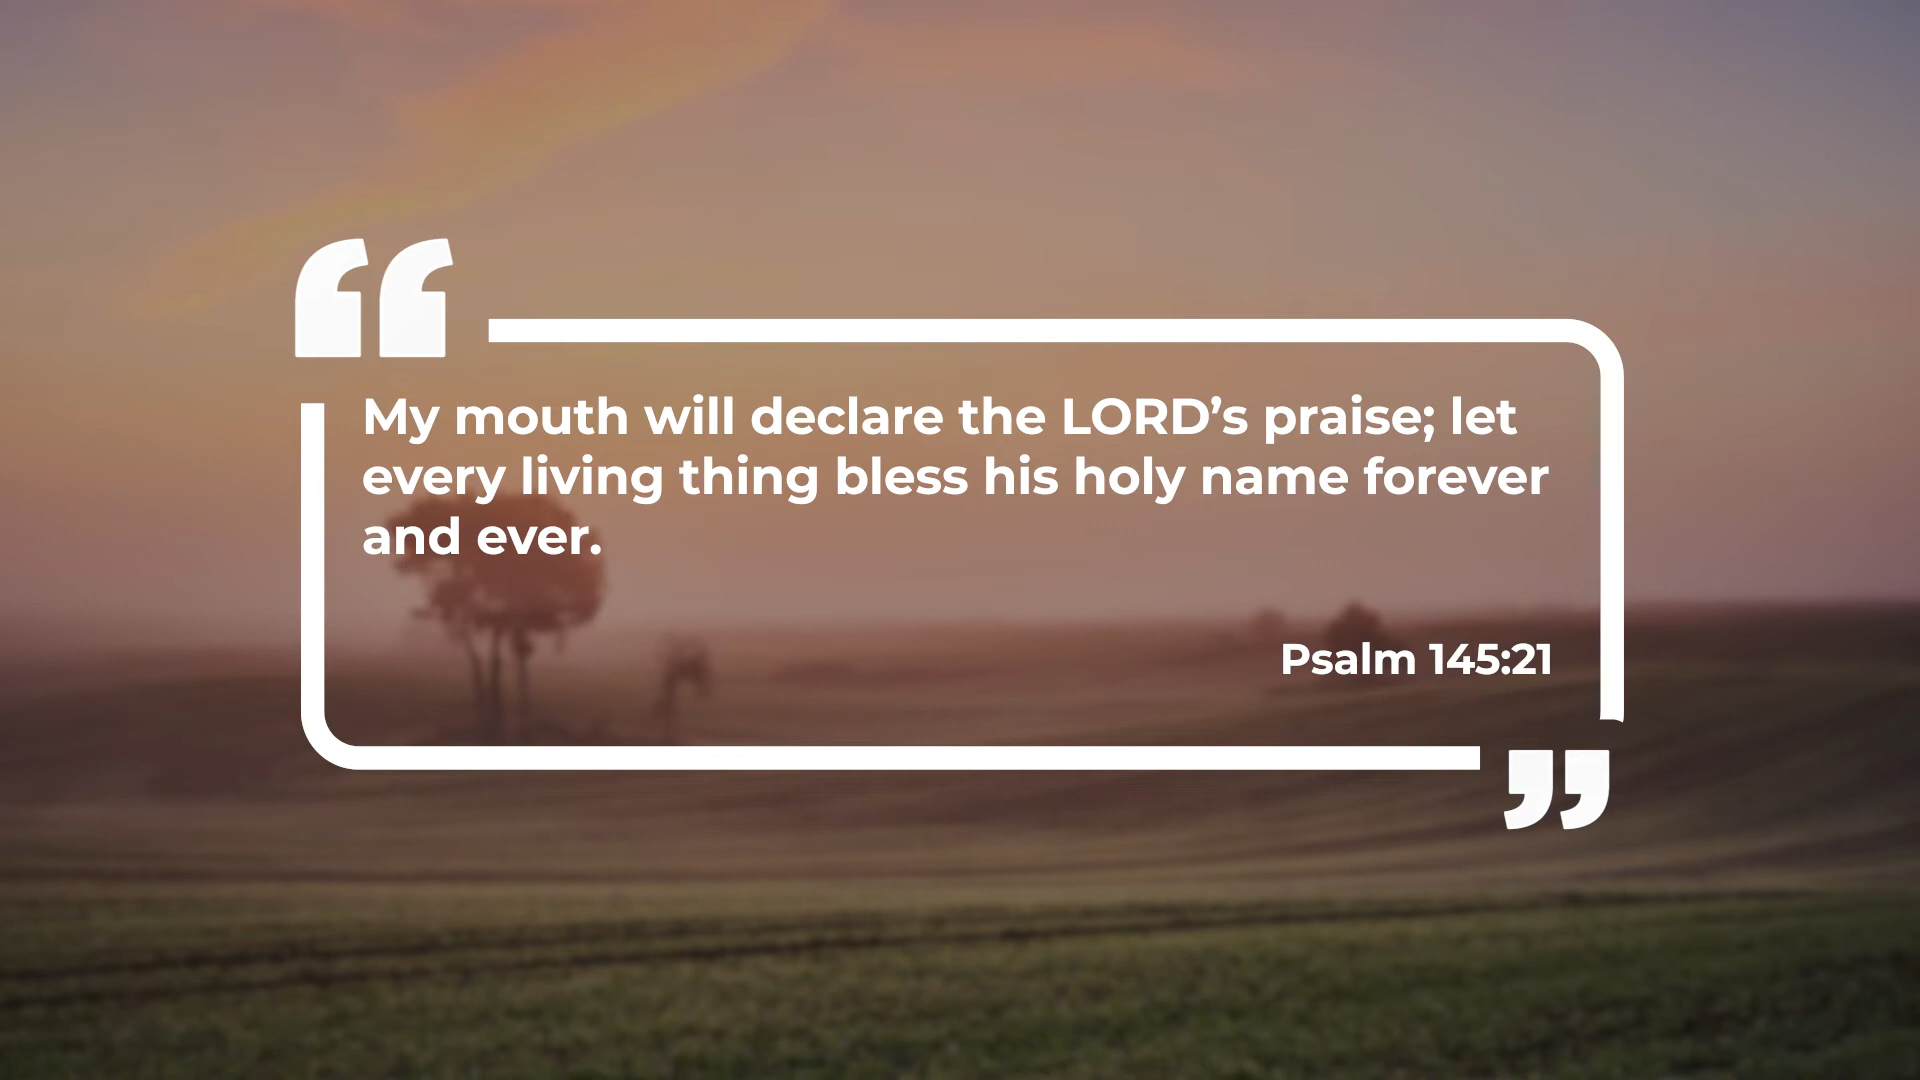 “
My mouth will declare the LORD’s praise; let
every living thing bless his holy name forever
and ever.
Psalm 145:21
”